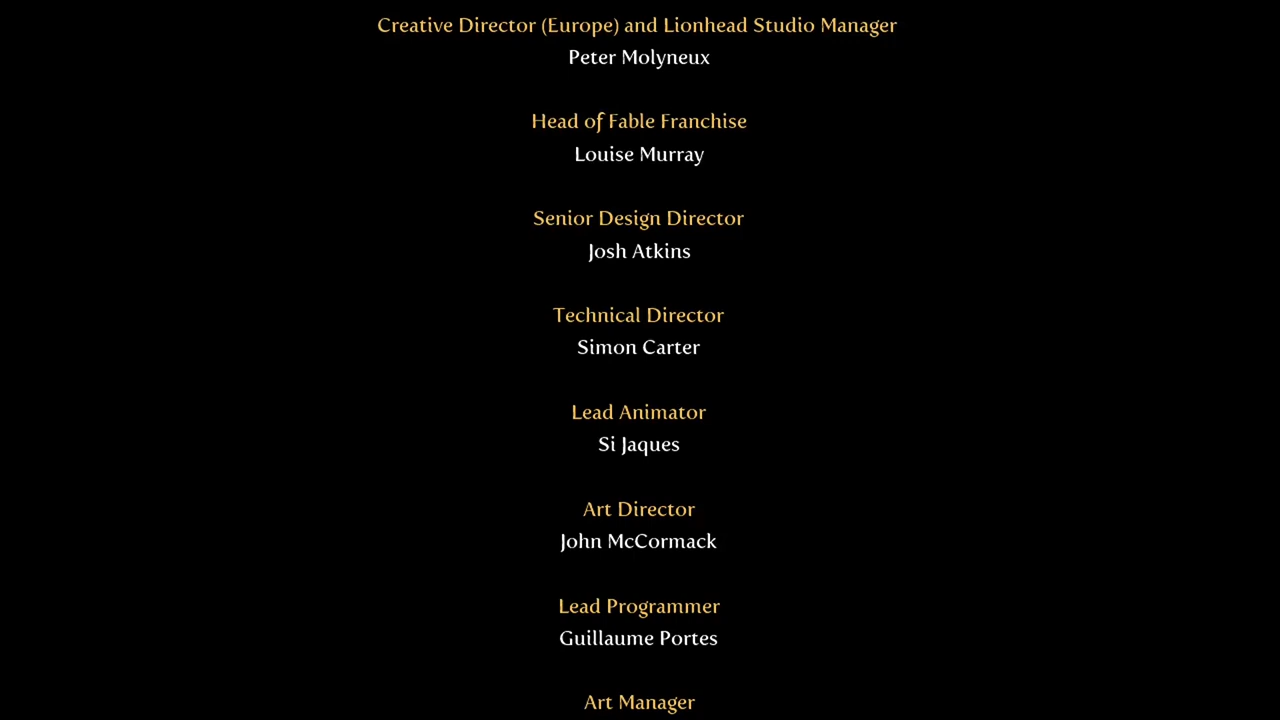 Creative Director (Europe) and Lionhead Studio Manager
Peter Molyneux
Head of Fable Franchise
Louise Murray
Senior Design Director
Josh Atkins
Technical Director
Simon Carter
Lead Animator
Si Jaques
Art Director
John McCormack
Lead Programmer
Guillaume Portes
Art Manager